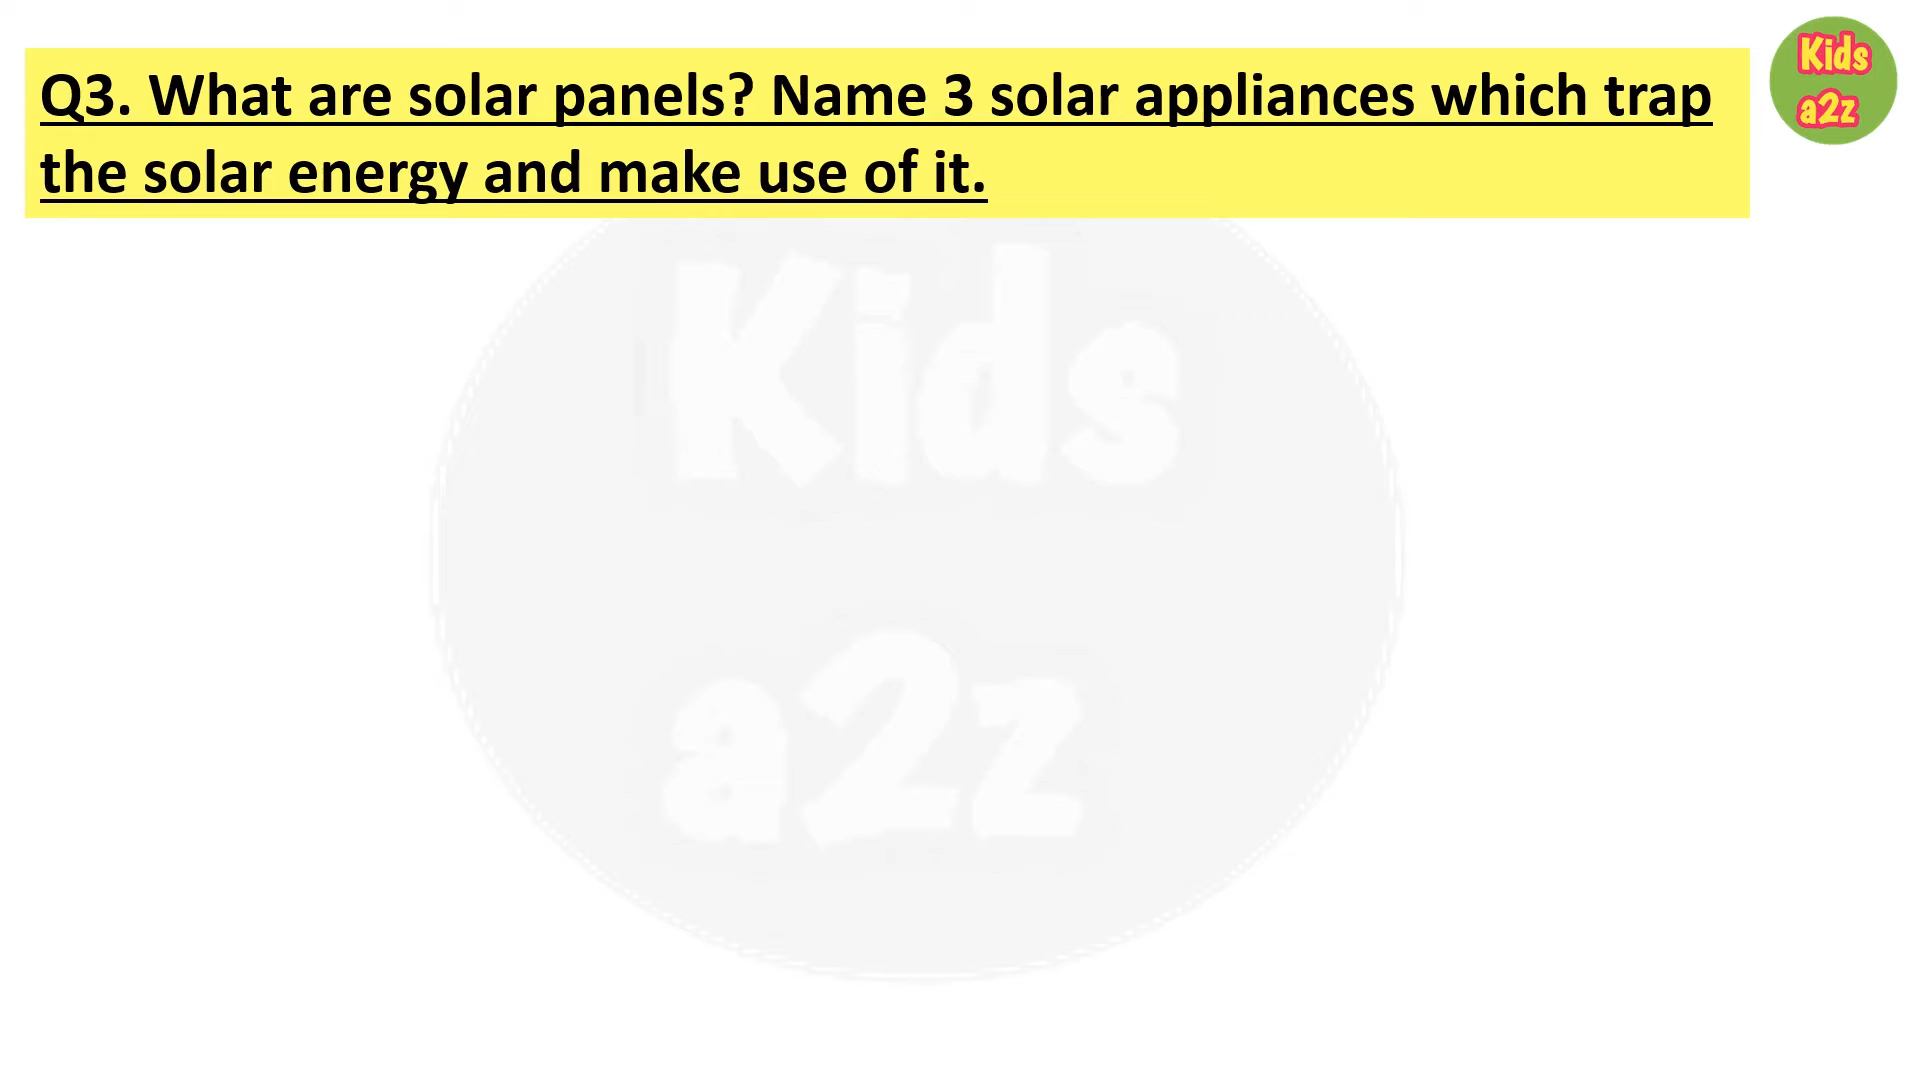 Q3. What are solar panels? Name 3 solar appliances which trap
the solar energy and make use of it.
Kids
a2z
Kids
a2z